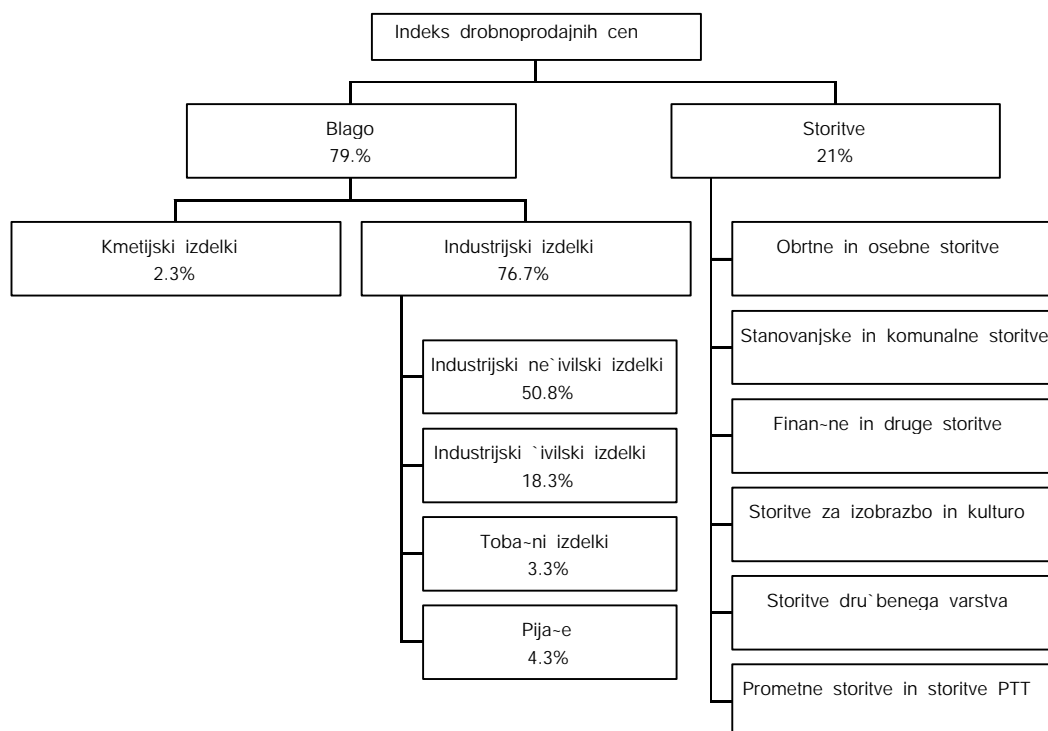 Indeks drobnoprodajnih cen
Blago
79.%
Storitve
21%
Kmetijski izdelki
2.3%
Industrijski izdelki
76.7%
Industrijski ne`ivilski izdelki
50.8%
Industrijski `ivilski izdelki
18.3%
Toba~ni izdelki
3.3%
Pija~e
4.3%
Obrtne in osebne storitve
Stanovanjske in komunalne storitve
Finan~ne in druge storitve
Storitve za izobrazbo in kulturo
Storitve dru`benega varstva
Prometne storitve in storitve PTT